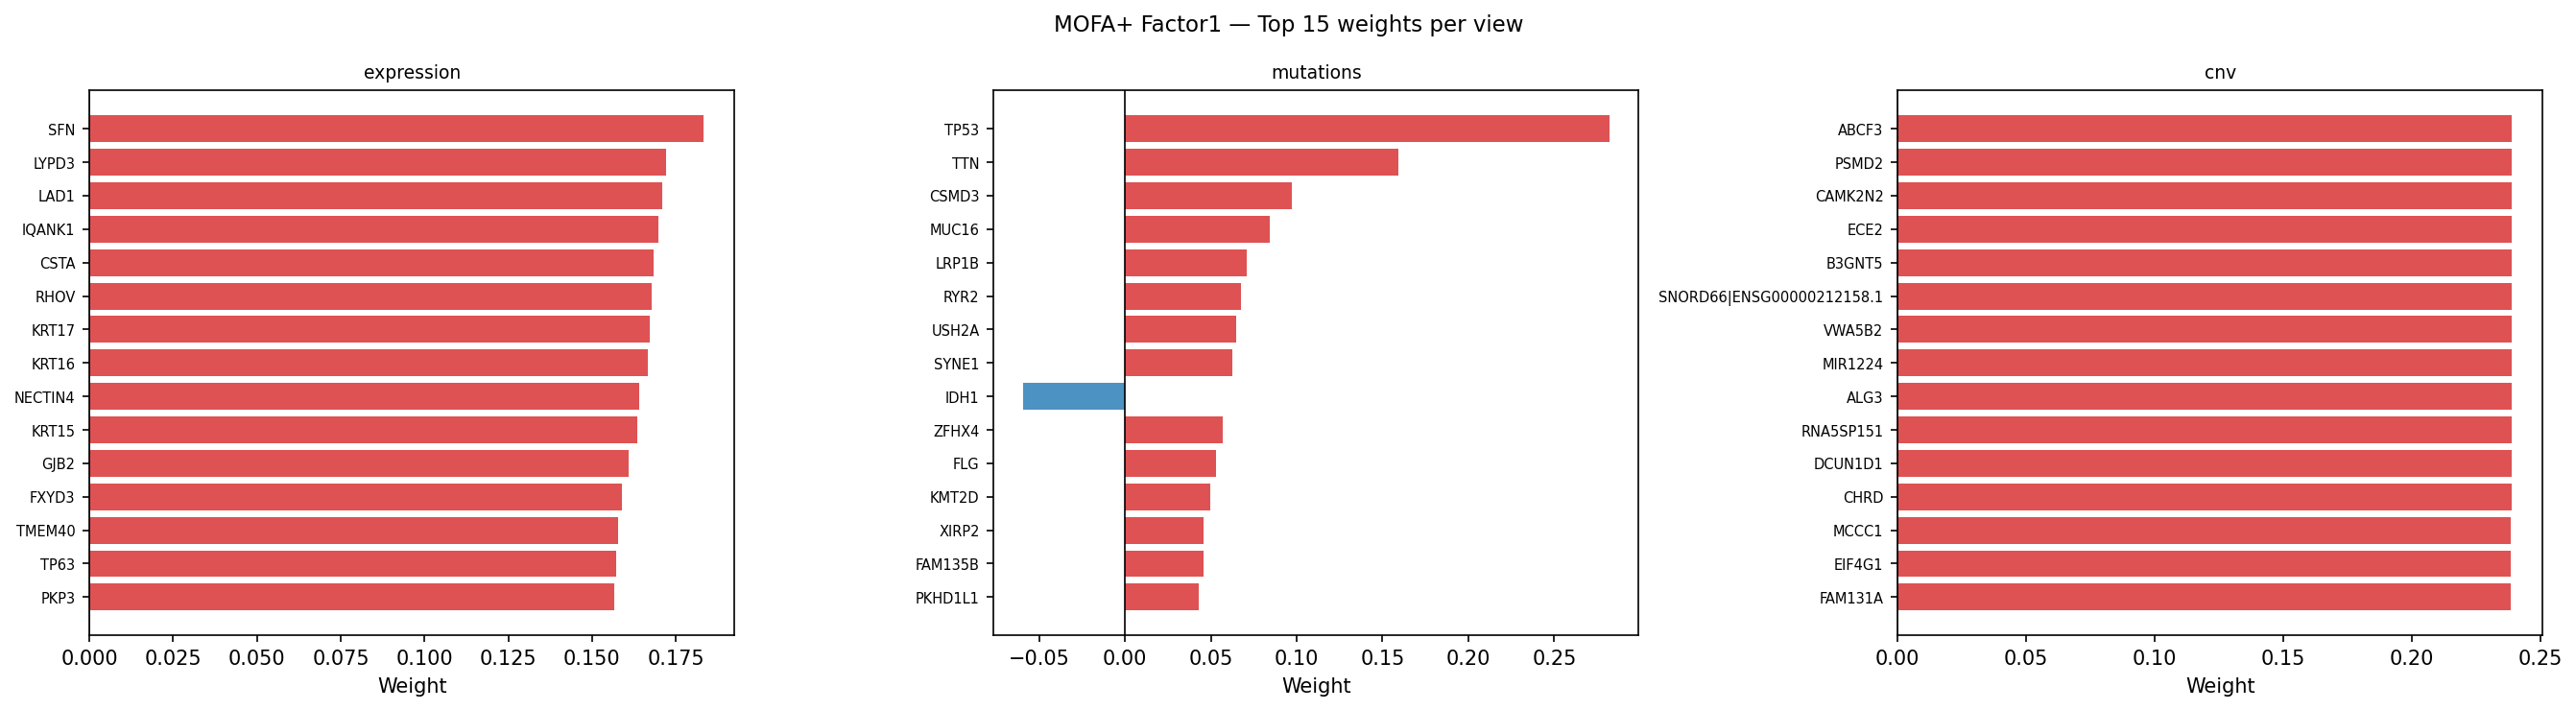 MOFA+ Factor1 — Top 15 weights per view
expression
SFN
LYPD3
LAD1
IQANK1
CSTA
RHOV
KRT17
KRT16
NECTIN4
KRT15
GJB2
FXYD3
TMEM40
TP63
PKP3
0.000 0.025 0.050 0.075 0.100 0.125 0.150 0.175
Weight
mutations
TP53
TTN
CSMD3
MUC16
LRP1B
RYR2
USH2A
SYNE1
IDH1
ZFHX4
FLG
KMT2D
XIRP2
FAM135B
PKHD1L1
−0.05 0.00 0.05 0.10 0.15 0.20 0.25
Weight
cnv
ABCF3
PSMD2
CAMK2N2
ECE2
B3GNT5
SNORD66|ENSG00000212158.1
VWA5B2
MIR1224
ALG3
RNA5SP151
DCUN1D1
CHRD
MCCC1
EIF4G1
FAM131A
0.00 0.05 0.10 0.15 0.20 0.25
Weight